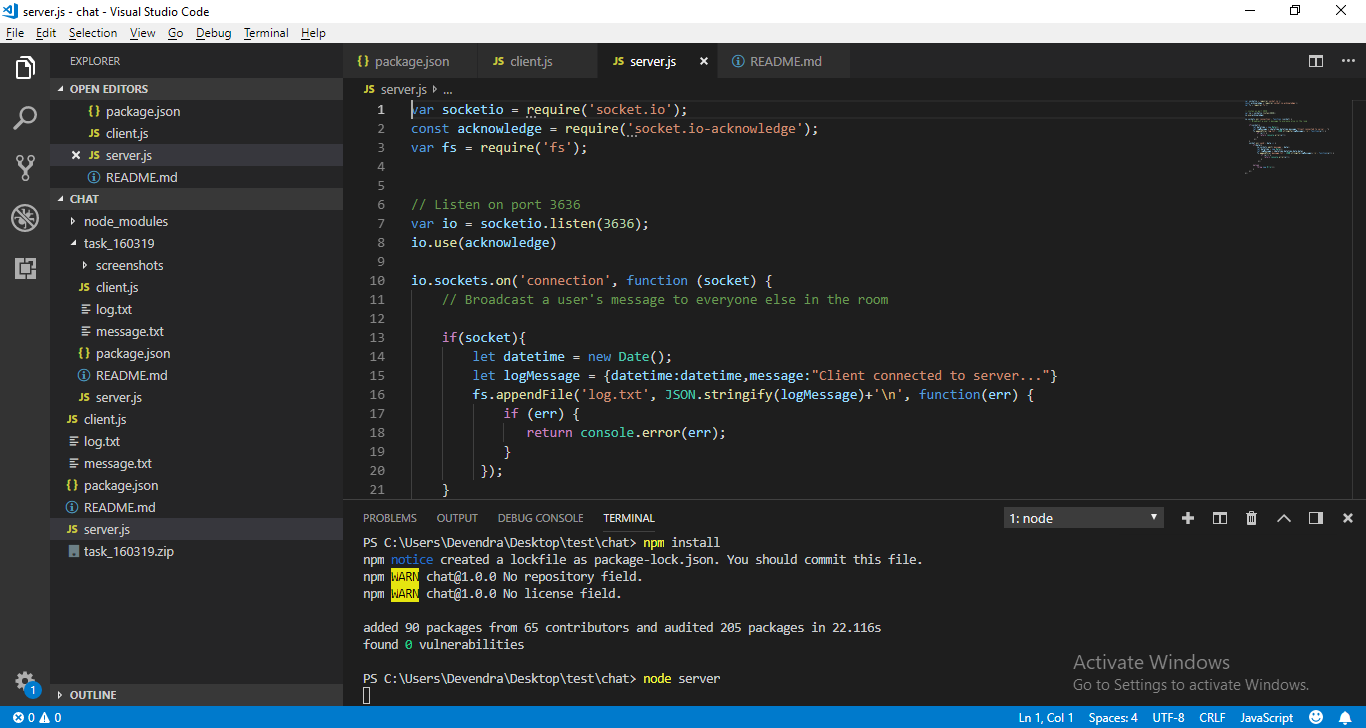 server.js - chat - Visual Studio Code
File Edit Selection View Go Debug Terminal Help
EXPLORER
OPEN EDITORS
{} package.json
JS client.js
JS server.js
README.md
CHAT
node_modules
task_160319
screenshots
JS client.js
log.txt
message.txt
{} package.json
README.md
JS server.js
JS client.js
log.txt
message.txt
{} package.json
README.md
JS server.js
task_160319.zip
OUTLINE
1
{} package.json JS client.js JS server.js README.md
JS server.js ...
1 var socketio = require('socket.io');
2 const acknowledge = require('socket.io-acknowledge');
3 var fs = require('fs');
4
5
6 // Listen on port 3636
7 var io = socketio.listen(3636);
8 io.use(acknowledge)
9
10 io.sockets.on('connection', function (socket) {
11 // Broadcast a user's message to everyone else in the room
12
13 if(socket){
14 let datetime = new Date();
15 let logMessage = {datetime:datetime,message:"Client connected to server..."}
16 fs.appendFile('log.txt', JSON.stringify(logMessage)+'\n', function(err) {
17 if (err) {
18 return console.error(err);
19 }
20 });
21 }
PROBLEMS OUTPUT DEBUG CONSOLE TERMINAL 1: node
PS C:\Users\Devendra\Desktop\test\chat> npm install
npm notice created a lockfile as package-lock.json. You should commit this file.
npm WARN chat@1.0.0 No repository field.
npm WARN chat@1.0.0 No license field.
added 90 packages from 65 contributors and audited 205 packages in 22.116s
found 0 vulnerabilities
PS C:\Users\Devendra\Desktop\test\chat> node server
Activate Windows
Go to Settings to activate Windows.
0 0 Ln 1, Col 1 Spaces: 4 UTF-8 CRLF JavaScript